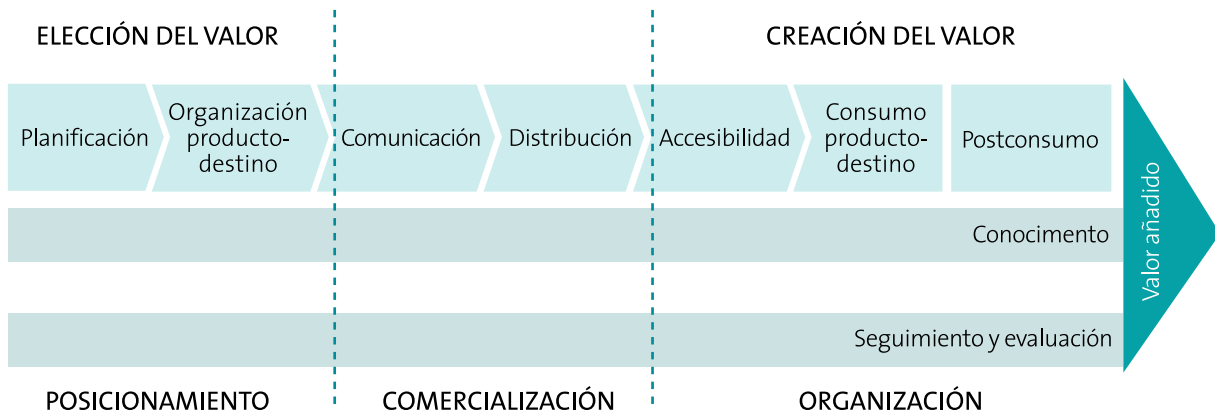 ELECCIÓN DEL VALOR
CREACIÓN DEL VALOR
Planificación
Organización
producto-
destino
Comunicación
Distribución
Accesibilidad
Consumo
producto-
destino
Postconsumo
Valor añadido
Conocimento
Seguimiento y evaluación
POSICIONAMIENTO
COMERCIALIZACIÓN
ORGANIZACIÓN